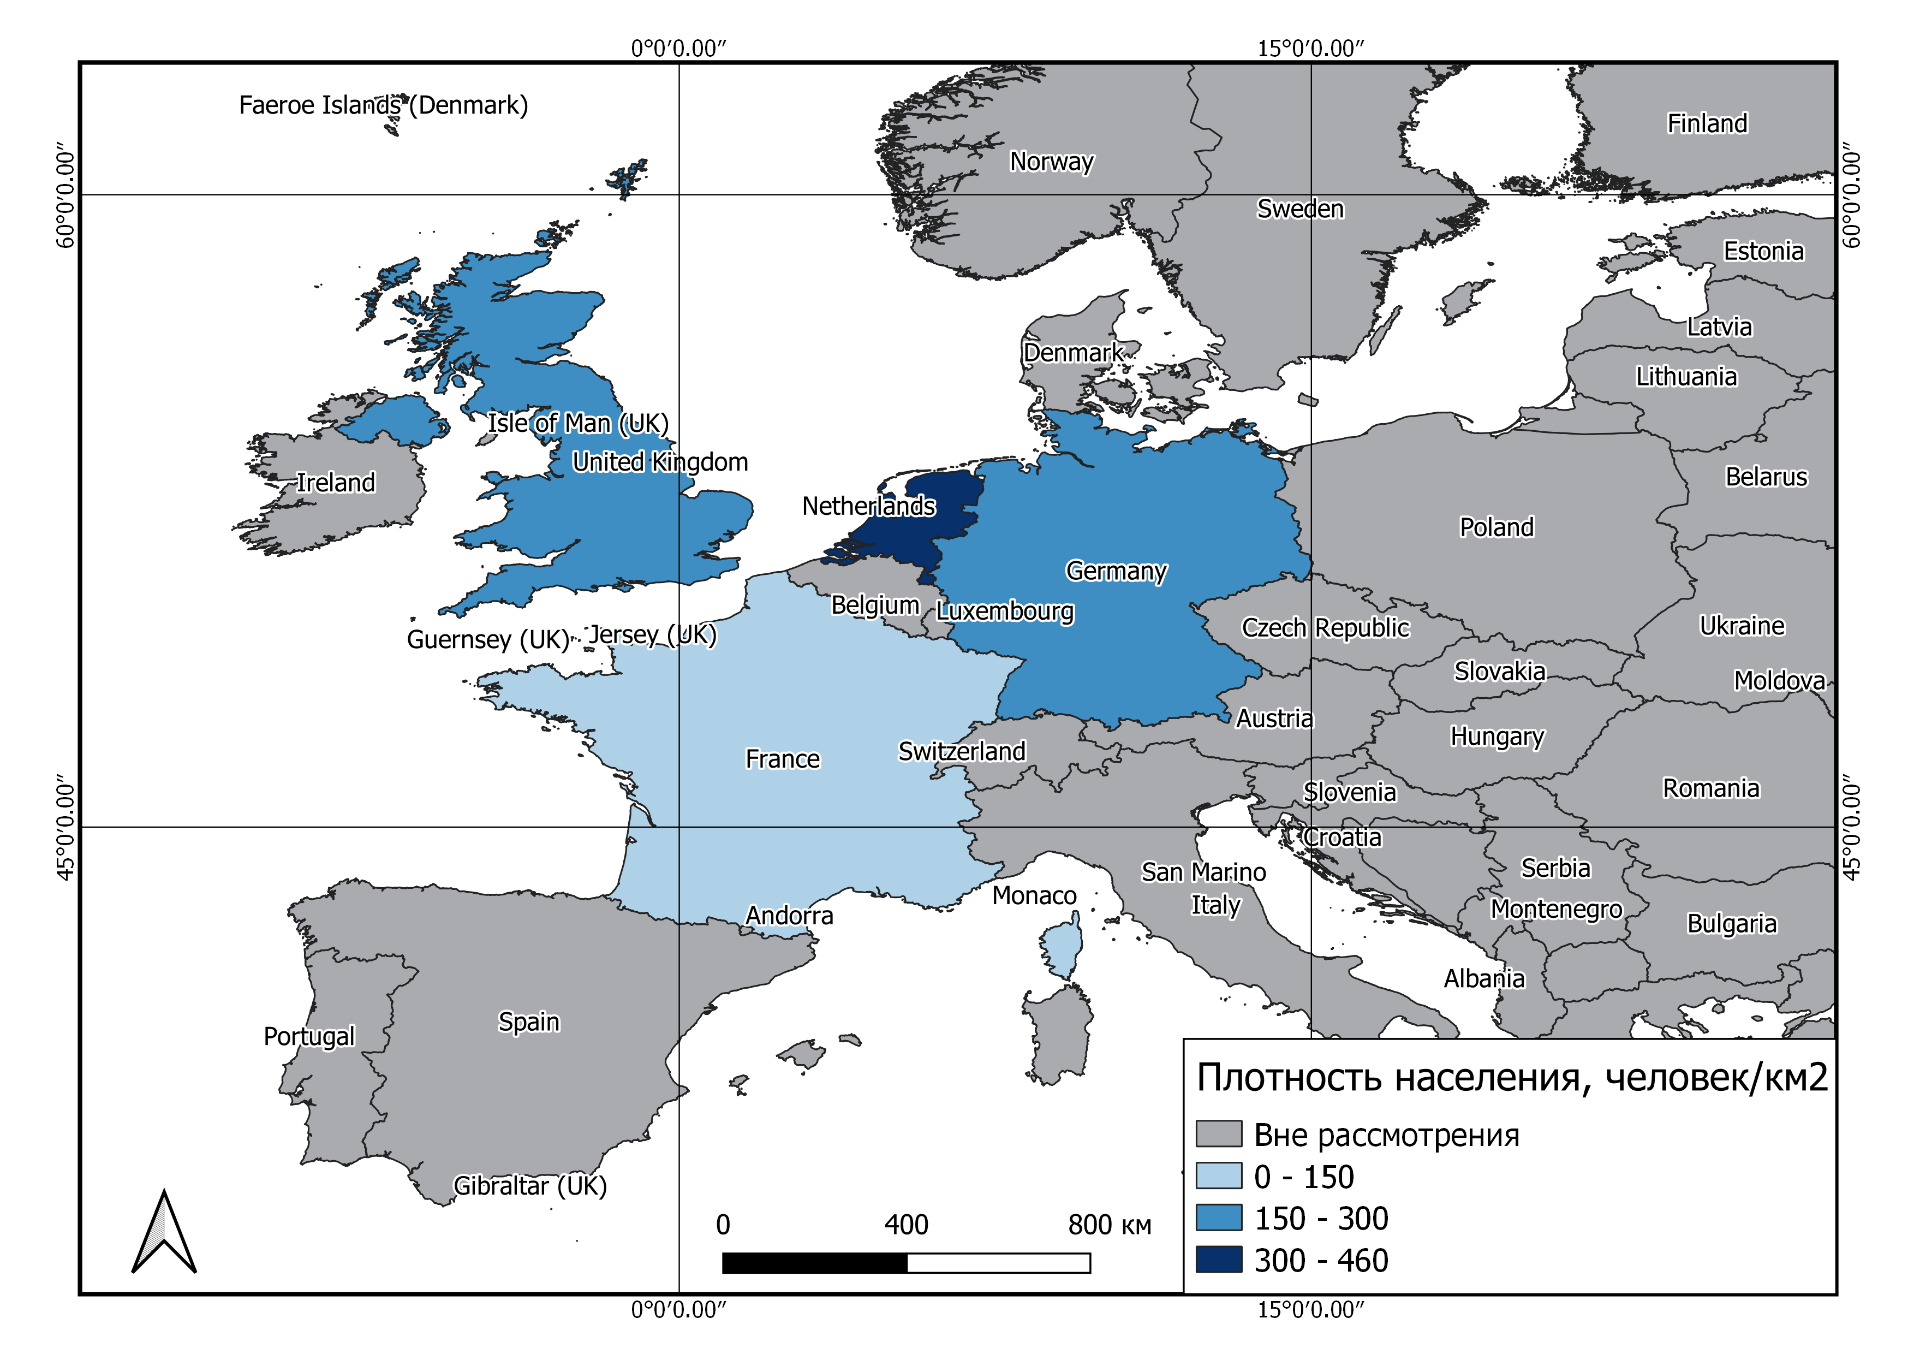 0°0′0.00″
15°0′0.00″
Faeroe Islands (Denmark)
Finland
Norway
60°0′0.00″
60°0′0.00″
Sweden
Estonia
Latvia
Denmark
Lithuania
Isle of Man (UK)
United Kingdom
Ireland
Belarus
Netherlands
Poland
Germany
Belgium
Luxembourg
Czech Republic
Ukraine
Guernsey (UK)
Jersey (UK)
Slovakia
Moldova
Austria
Hungary
Switzerland
France
Romania
Slovenia
45°0′0.00″
45°0′0.00″
Croatia
Serbia
San Marino
Monaco
Italy
Montenegro
Andorra
Bulgaria
Albania
Spain
Portugal
Плотность населения, человек/км2
Вне рассмотрения
0 - 150
150 - 300
300 - 460
Gibraltar (UK)
0 400 800 км
0°0′0.00″
15°0′0.00″